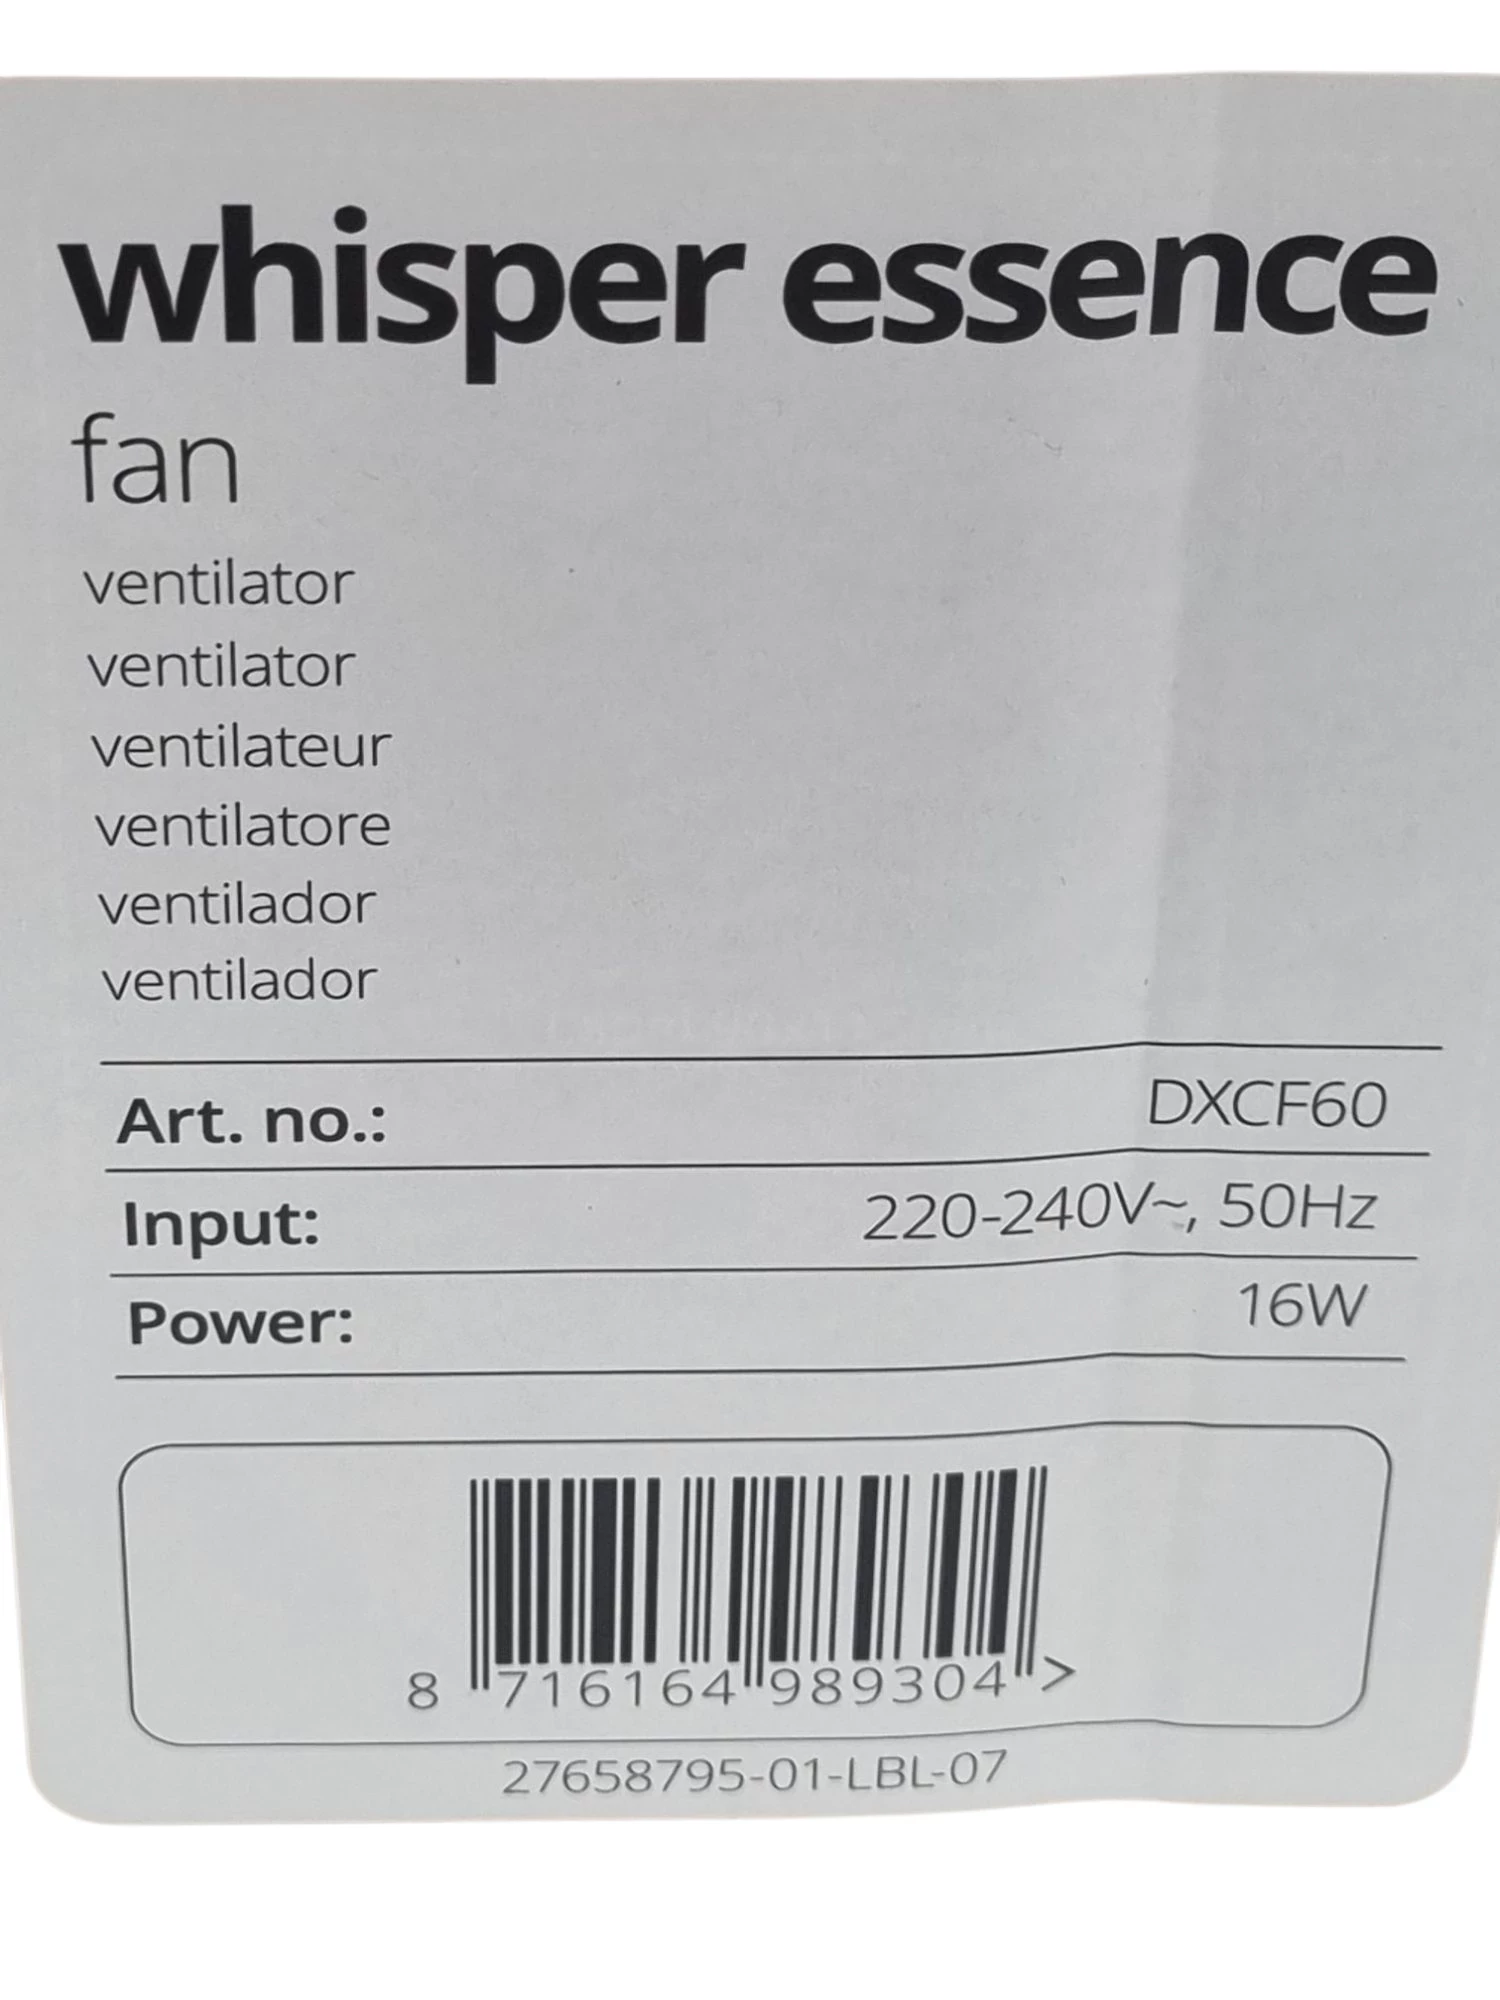 whisper essence
fan
ventilator
ventilator
ventilateur
ventilatore
ventilador
ventilador
Art. no.: DXCF60
Input: 220-240V~, 50Hz
Power: 16W
8 716164 989304 >
27658795-01-LBL-07